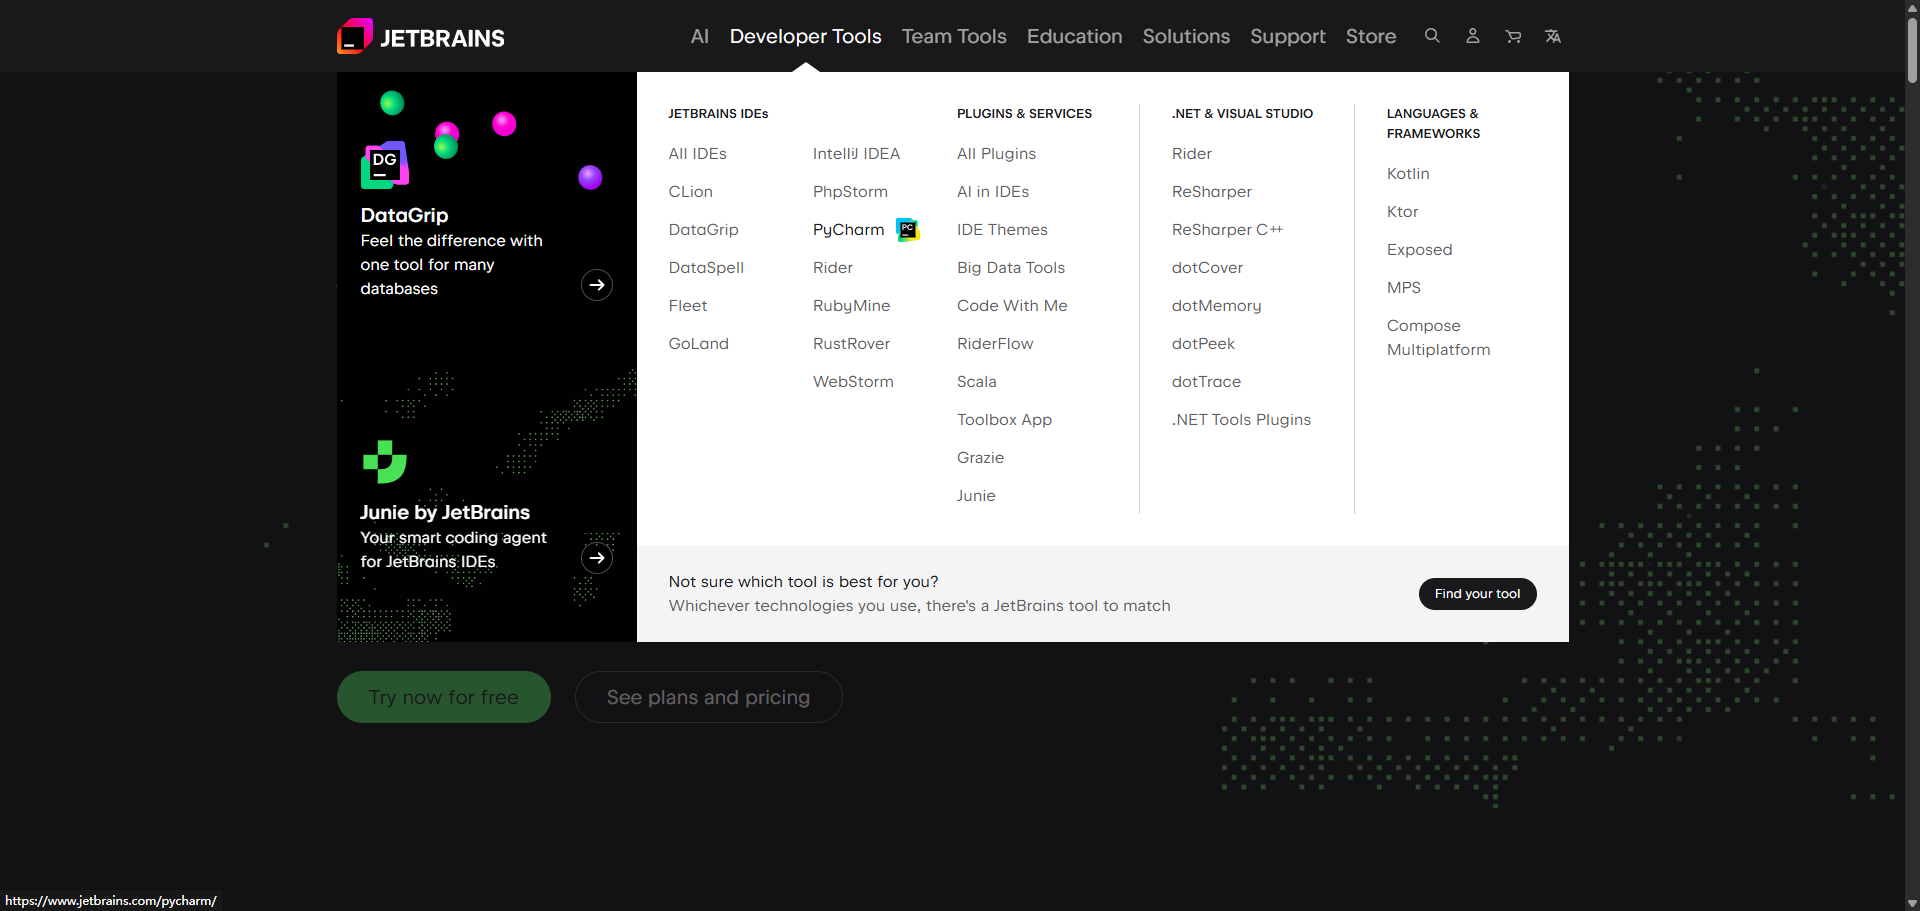 JETBRAINS
AI
Developer Tools
Team Tools
Education
Solutions
Support
Store
DG
DataGrip
Feel the difference with
one tool for many
databases
Junie by JetBrains
Your smart coding agent
for JetBrains IDEs
JETBRAINS IDEs
All IDEs
CLion
DataGrip
DataSpell
Fleet
GoLand
IntelliJ IDEA
PhpStorm
PyCharm
PC
Rider
RubyMine
RustRover
WebStorm
PLUGINS & SERVICES
All Plugins
AI in IDEs
IDE Themes
Big Data Tools
Code With Me
RiderFlow
Scala
Toolbox App
Grazie
Junie
.NET & VISUAL STUDIO
Rider
ReSharper
ReSharper C++
dotCover
dotMemory
dotPeek
dotTrace
.NET Tools Plugins
LANGUAGES &
FRAMEWORKS
Kotlin
Ktor
Exposed
MPS
Compose
Multiplatform
Not sure which tool is best for you?
Whichever technologies you use, there's a JetBrains tool to match
Find your tool
Try now for free
See plans and pricing
https://www.jetbrains.com/pycharm/